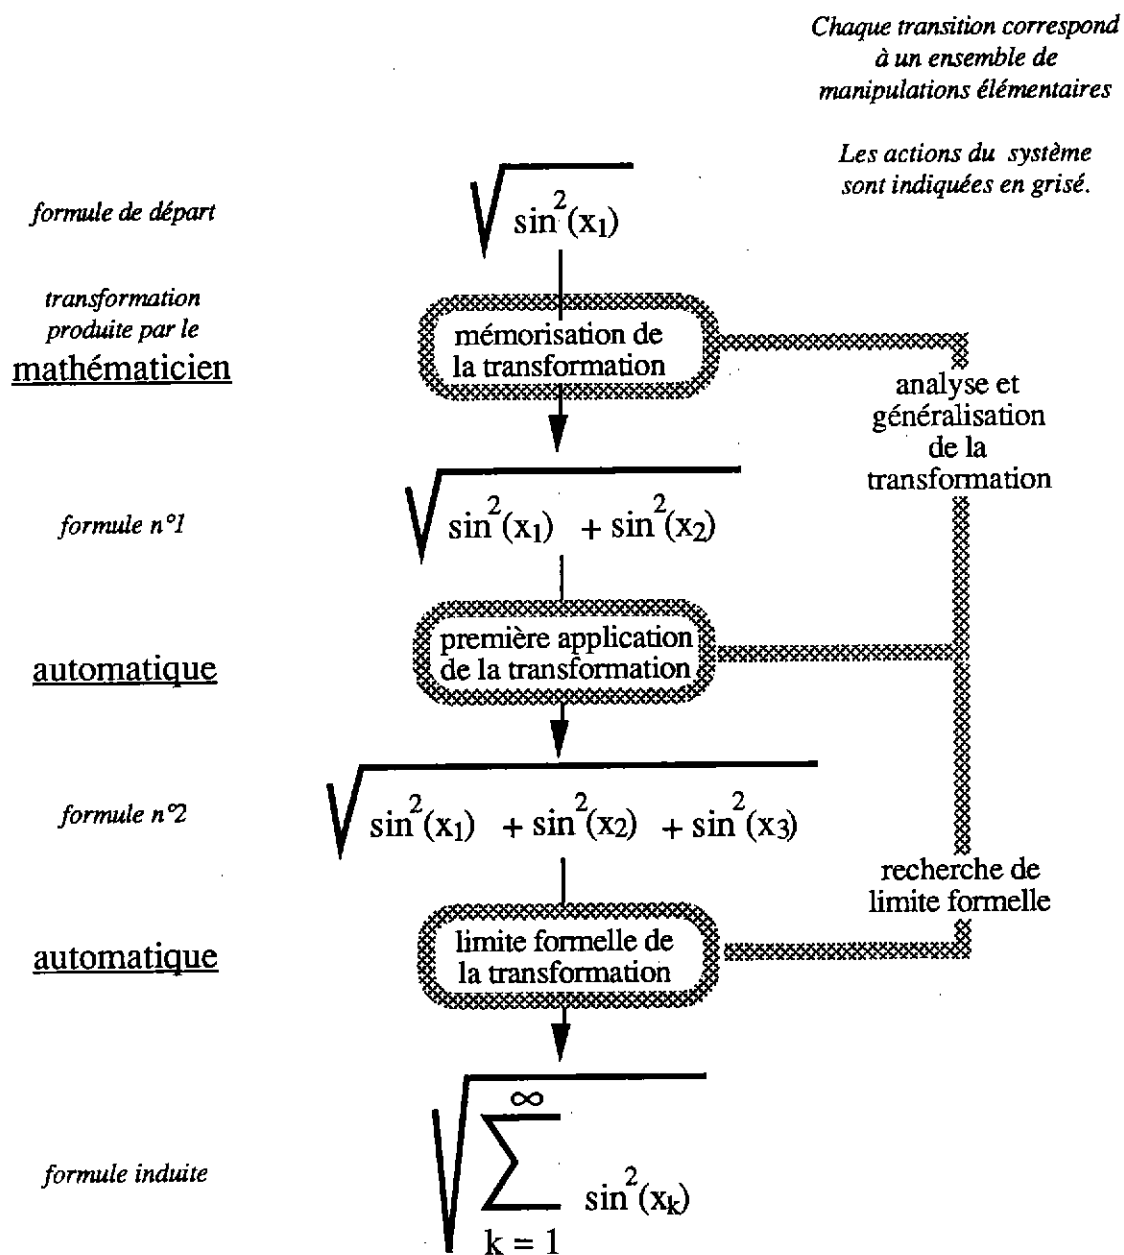 Chaque transition correspond
à un ensemble de
manipulations élémentaires
Les actions du système
sont indiquées en grisé.
formule de départ
√sin²(x₁)
transformation
produite par le
mathématicien
mémorisation de
la transformation
analyse et
généralisation
de la
transformation
formule n°1
√sin²(x₁) + sin²(x₂)
automatique
première application
de la transformation
formule n°2
√sin²(x₁) + sin²(x₂) + sin²(x₃)
recherche de
limite formelle
automatique
limite formelle de
la transformation
formule induite
∞
√∑ sin²(xₖ)
k = 1